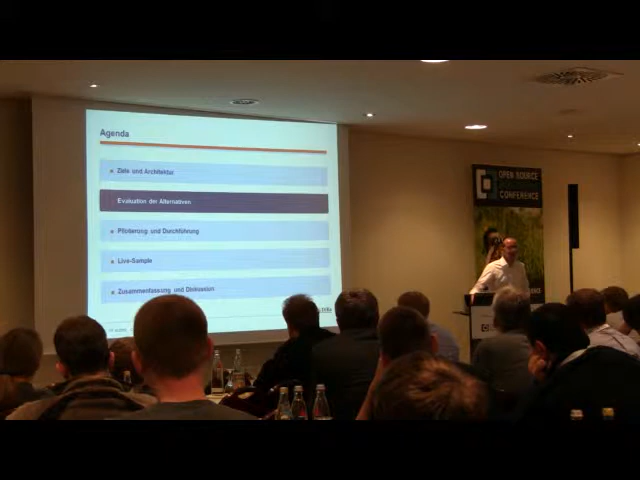 Agenda
Ziele und Architektur
Evaluation der Alternativen
Pilotierung und Durchführung
Live-Sample
Zusammenfassung und Diskussion
OPEN SOURCE
CONFERENCE